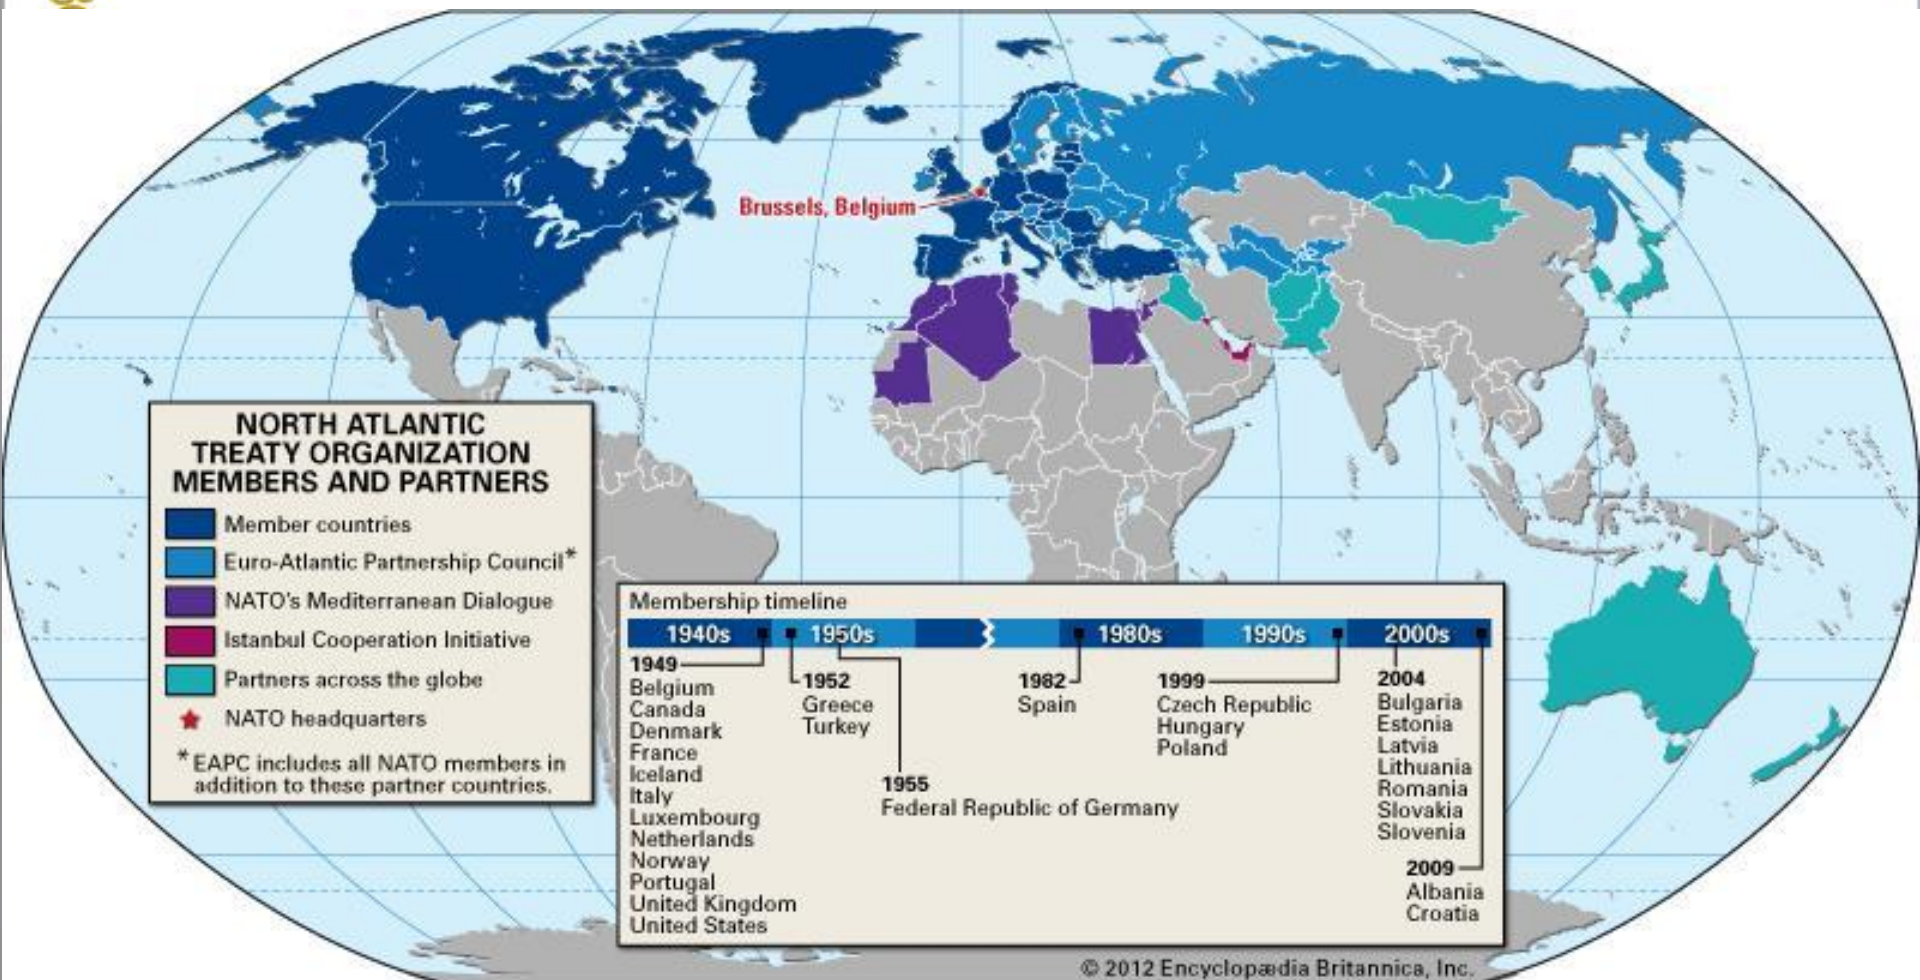 Brussels, Belgium
NORTH ATLANTIC
TREATY ORGANIZATION
MEMBERS AND PARTNERS
Member countries
Euro-Atlantic Partnership Council*
NATO's Mediterranean Dialogue
Istanbul Cooperation Initiative
Partners across the globe
NATO headquarters
*EAPC includes all NATO members in
addition to these partner countries.
Membership timeline
1940s 1950s 1980s 1990s 2000s
1949
Belgium
Canada
Denmark
France
Iceland
Italy
Luxembourg
Netherlands
Norway
Portugal
United Kingdom
United States
1952
Greece
Turkey
1955
Federal Republic of Germany
1982
Spain
1999
Czech Republic
Hungary
Poland
2004
Bulgaria
Estonia
Latvia
Lithuania
Romania
Slovakia
Slovenia
2009
Albania
Croatia
© 2012 Encyclopædia Britannica, Inc.